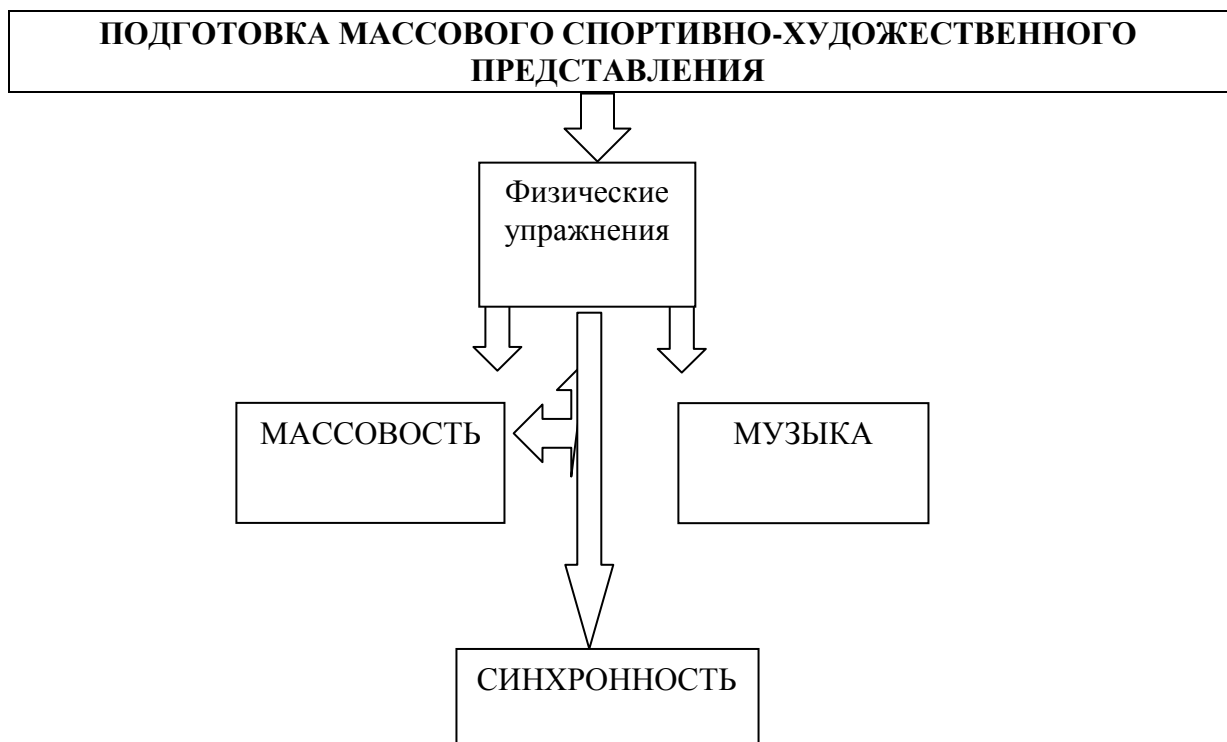 ПОДГОТОВКА МАССОВОГО СПОРТИВНО-ХУДОЖЕСТВЕННОГО
ПРЕДСТАВЛЕНИЯ
Физические
упражнения
МАССОВОСТЬ
МУЗЫКА
СИНХРОННОСТЬ